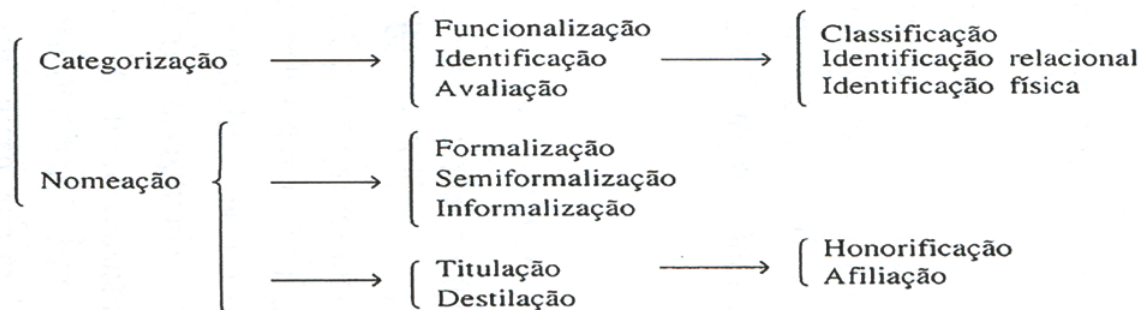 Categorização
Funcionalização
Identificação
Avaliação
Classificação
Identificação relacional
Identificação física
Nomeação
Formalização
Semiformalização
Informalização
Titulação
Destilação
Honorificação
Afiliação